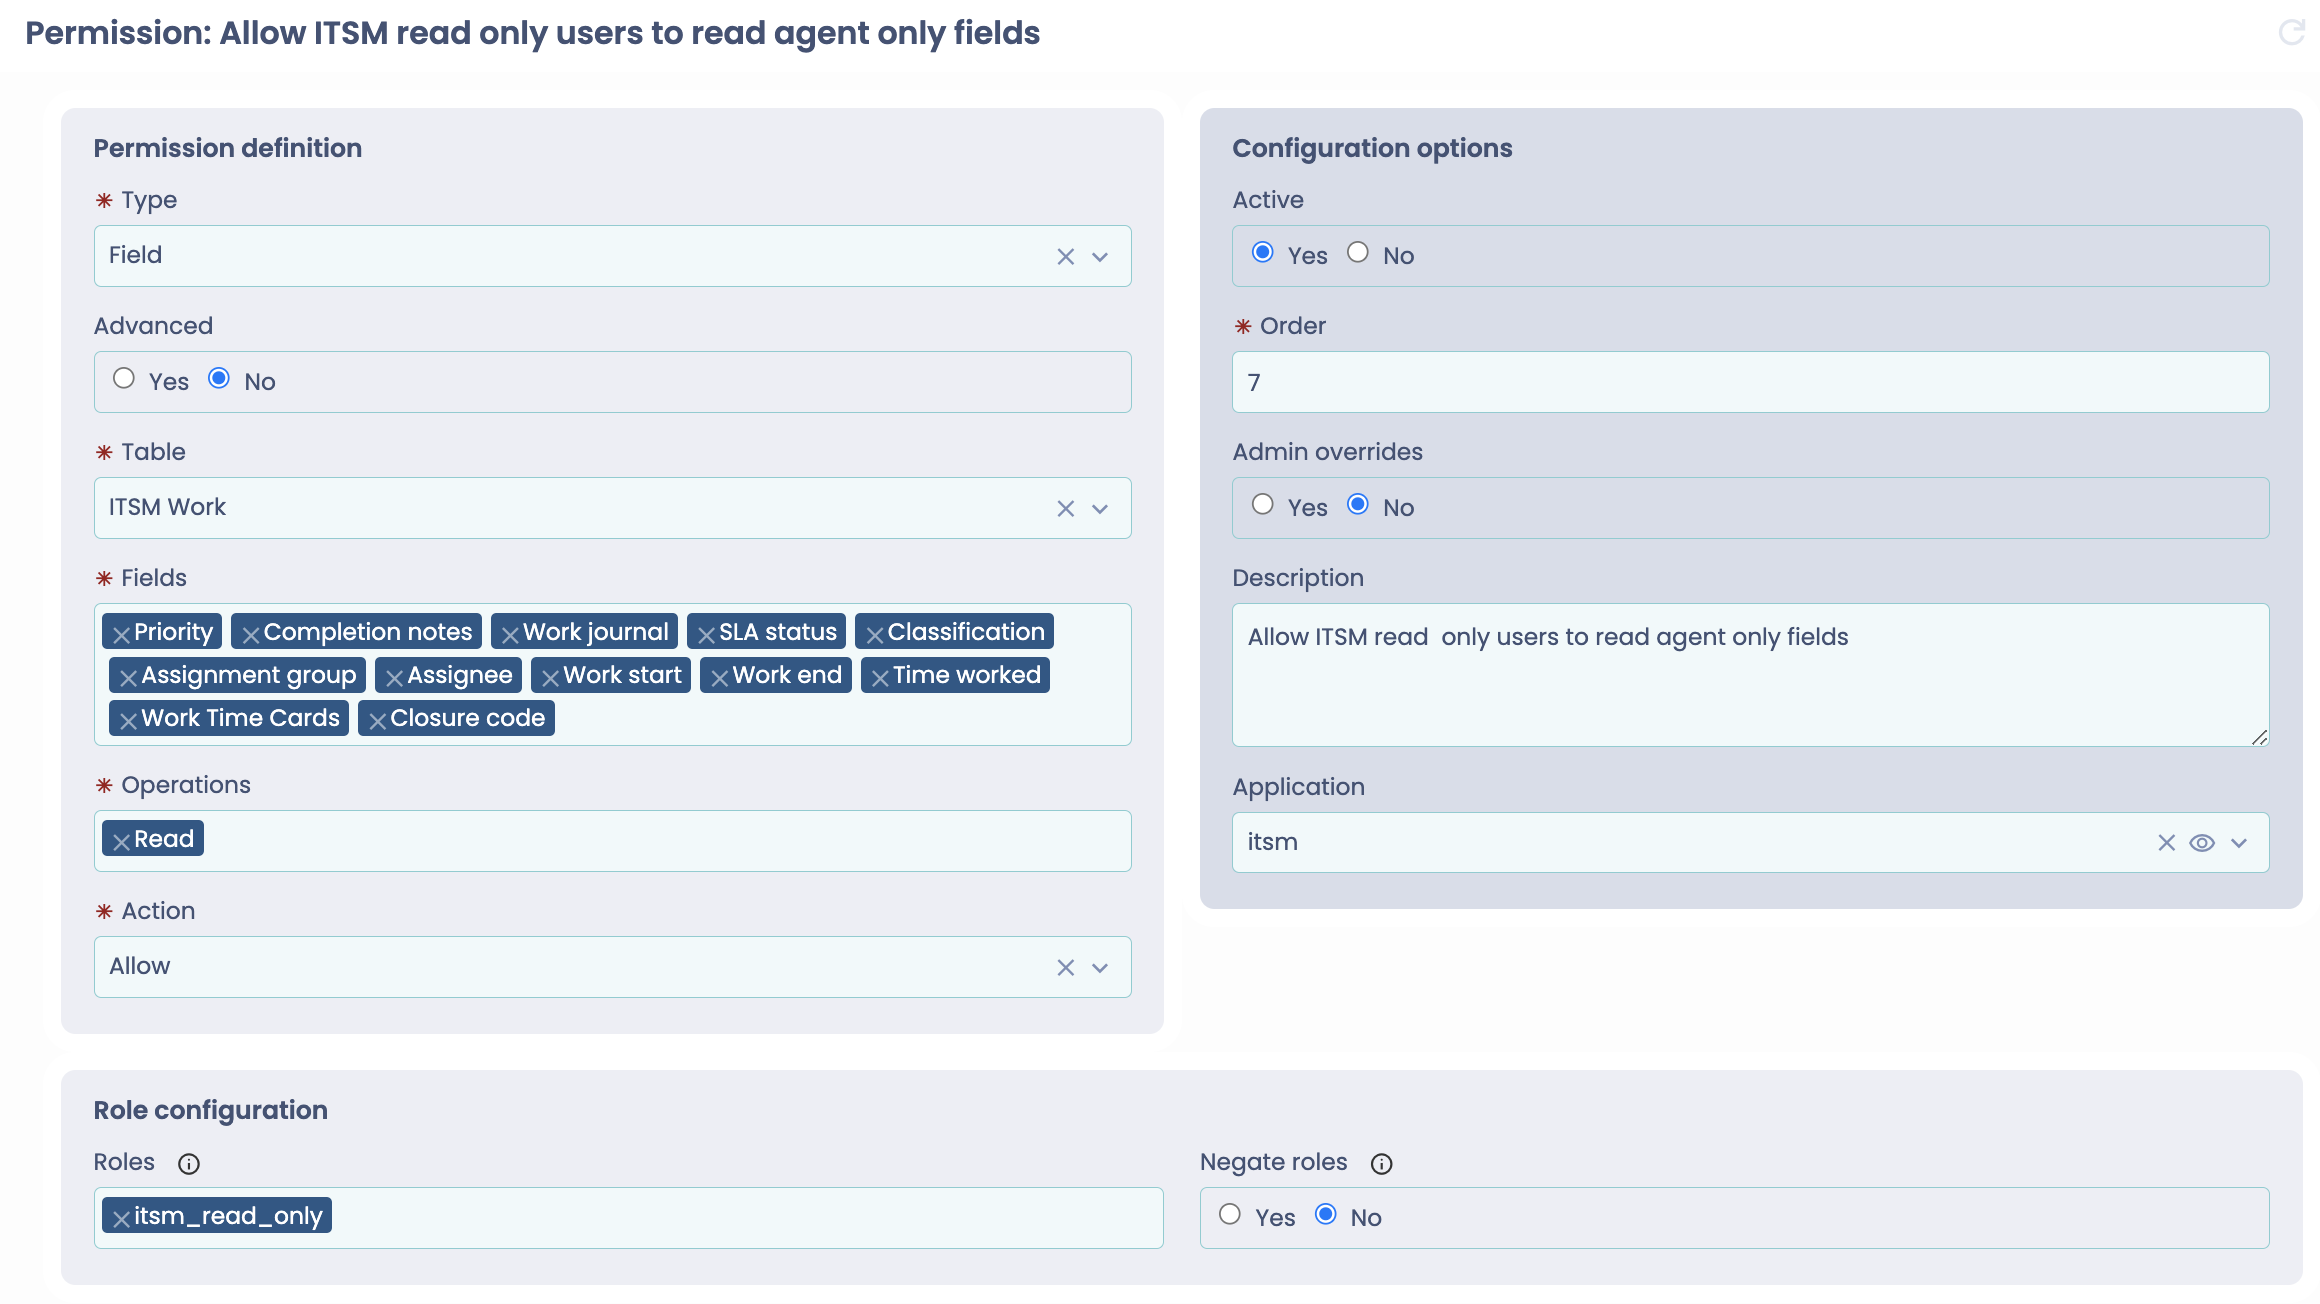 Permission: Allow ITSM read only users to read agent only fields
Permission definition
* Type
Field
Advanced
Yes No
* Table
ITSM Work
* Fields
Priority Completion notes Work journal SLA status Classification
Assignment group Assignee Work start Work end Time worked
Work Time Cards Closure code
* Operations
Read
* Action
Allow
Configuration options
Active
Yes No
* Order
7
Admin overrides
Yes No
Description
Allow ITSM read  only users to read agent only fields
Application
itsm
Role configuration
Roles
itsm_read_only
Negate roles
Yes No